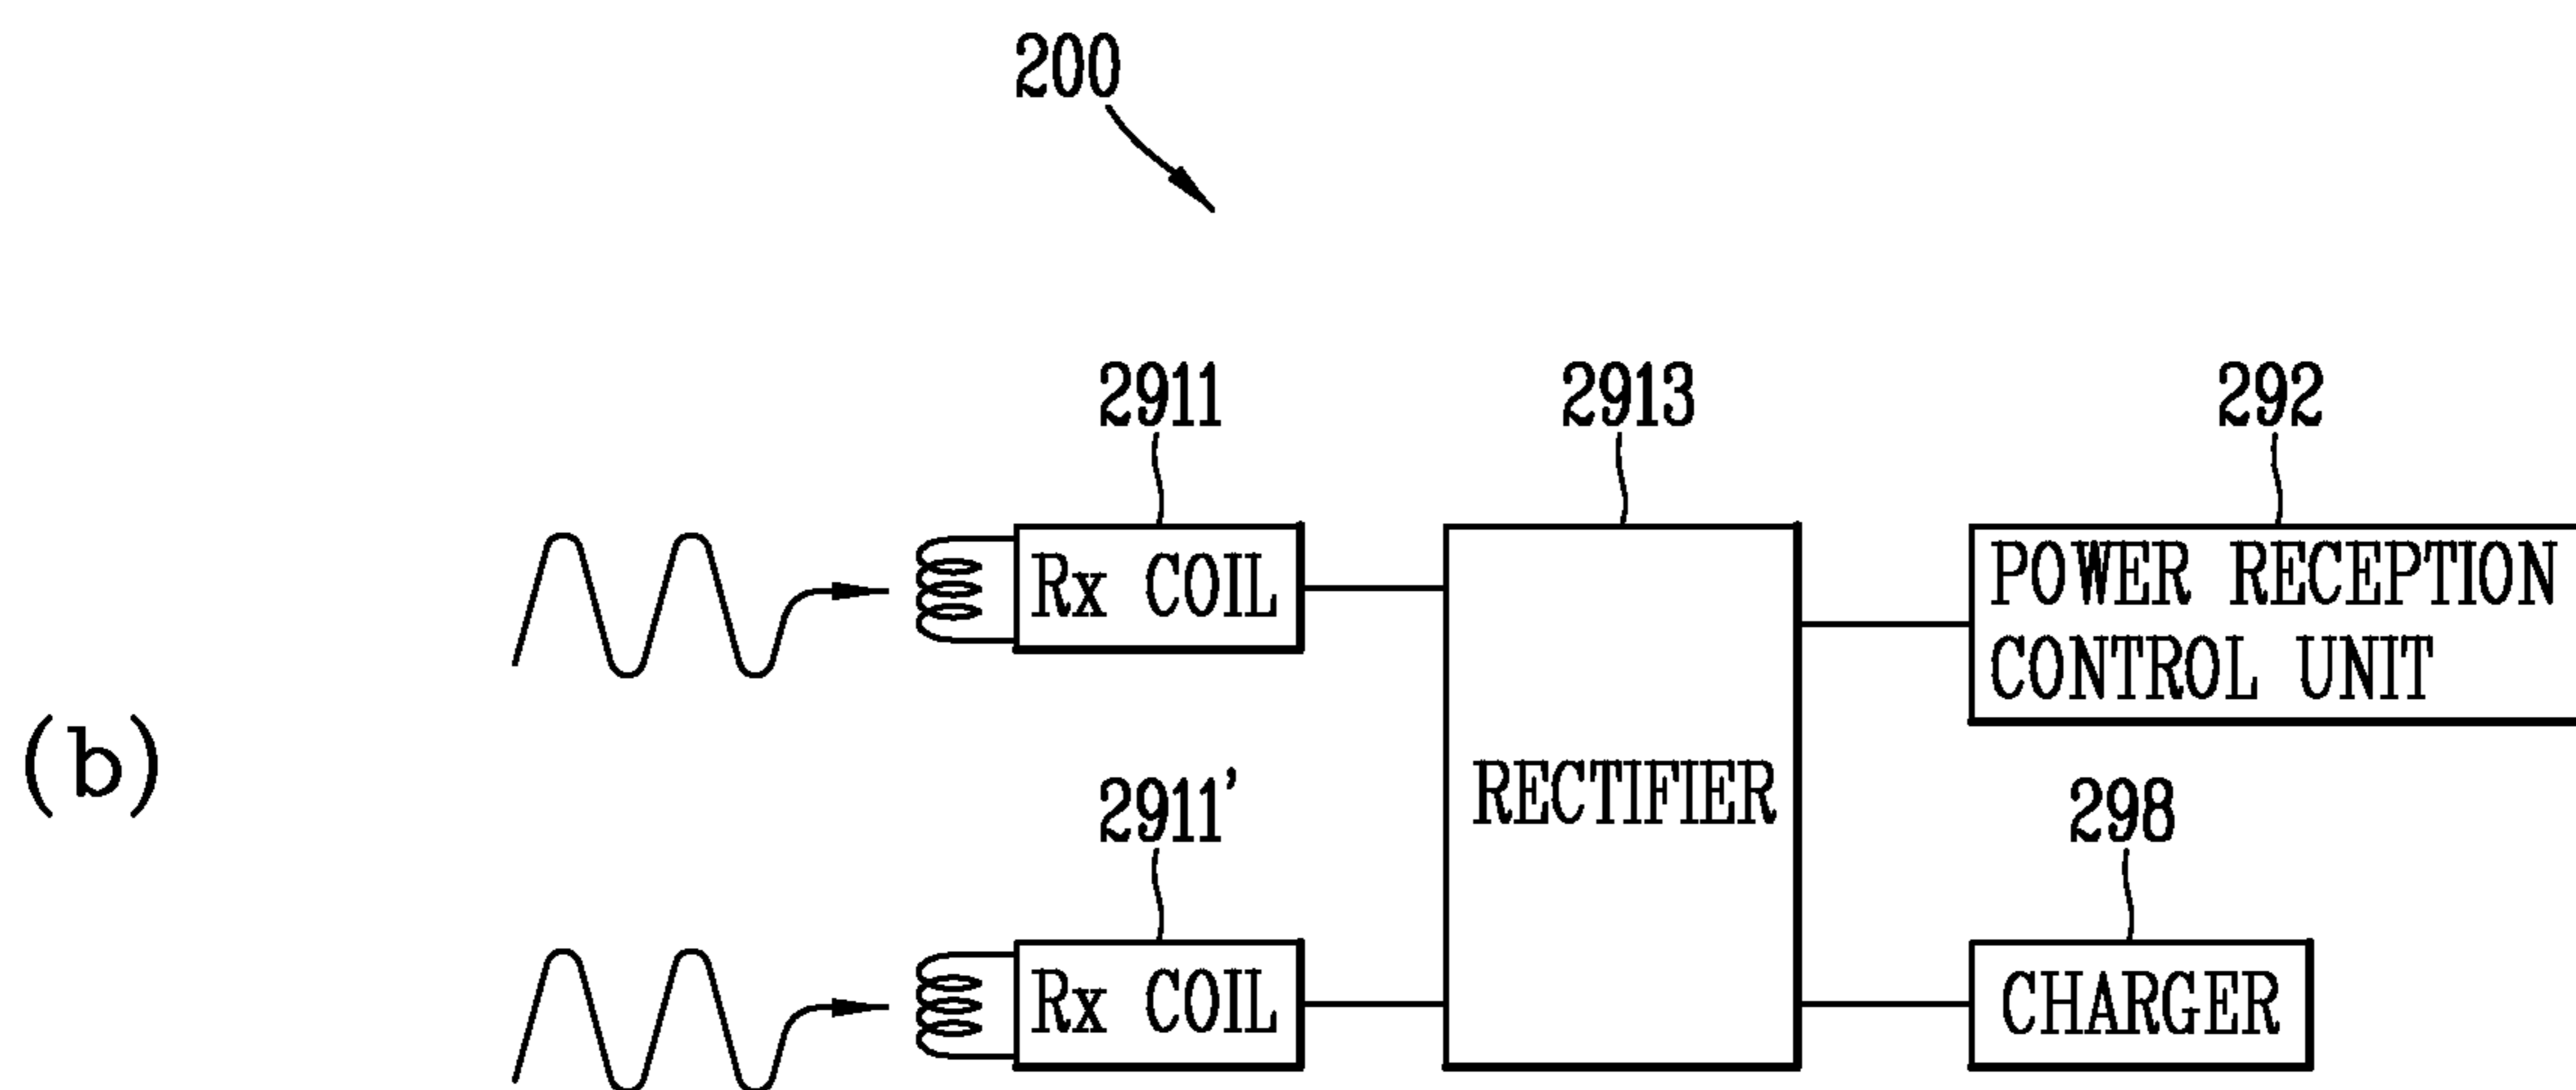 200
2911
2913
292
Rx COIL
POWER RECEPTION
CONTROL UNIT
(b)
RECTIFIER
2911'
298
Rx COIL
CHARGER